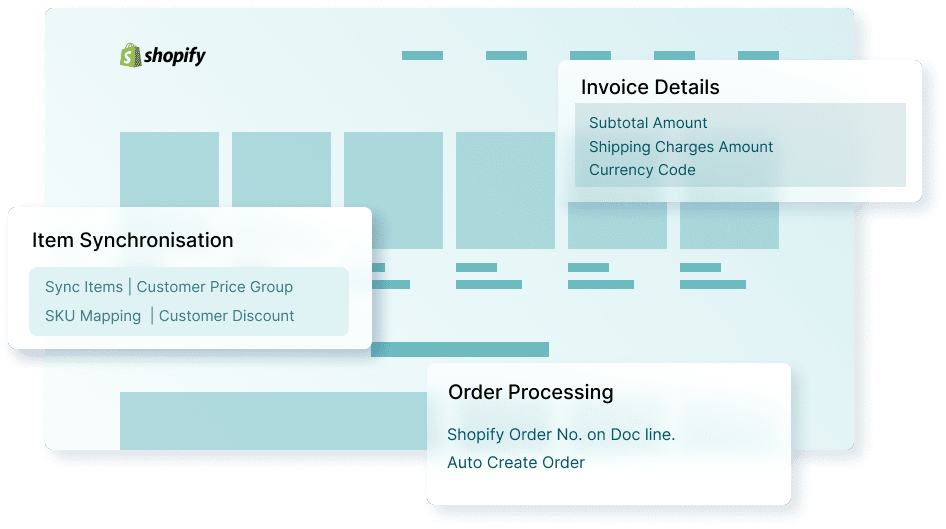 shopify
Invoice Details
Subtotal Amount
Shipping Charges Amount
Currency Code
Item Synchronisation
Sync Items | Customer Price Group
SKU Mapping | Customer Discount
Order Processing
Shopify Order No. on Doc line.
Auto Create Order